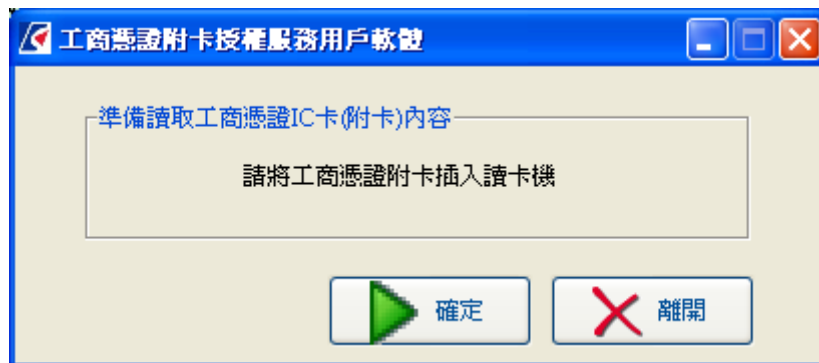 工商憑證附卡授權服務用戶軟體
準備讀取工商憑證IC卡(附卡)內容
請將工商憑證附卡插入讀卡機
確定
離開